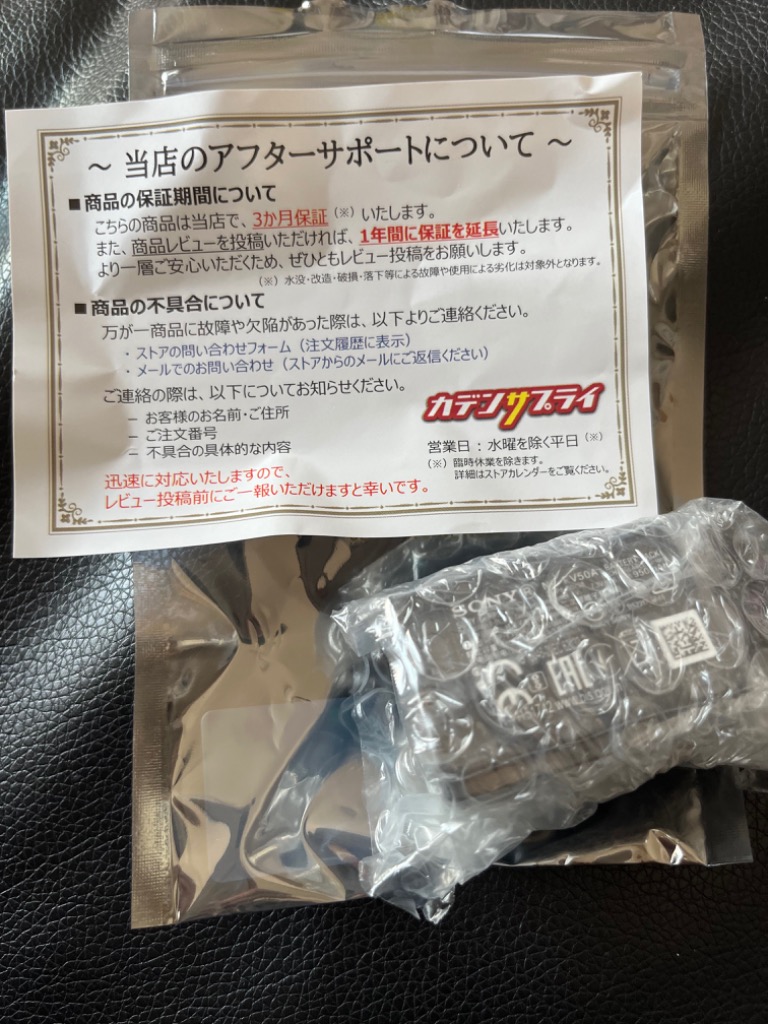 ～ 当店のアフターサポートについて ～
■商品の保証期間について
こちらの商品は当店で、3か月保証（※）いたします。
また、商品レビューを投稿いただければ、1年間に保証を延長いたします。
より一層ご安心いただくため、ぜひともレビュー投稿をお願いします。
（※）水没・改造・破損・落下等による故障や使用による劣化は対象外となります。
■商品の不具合について
万が一商品に故障や欠陥があった際は、以下よりご連絡ください。
・ストアの問い合わせフォーム（注文履歴に表示）
・メールでのお問い合わせ（ストアからのメールにご返信ください）
ご連絡の際は、以下についてお知らせください。
－ お客様のお名前・ご住所
－ ご注文番号
－ 不具合の具体的な内容
カデンサプライ
営業日：水曜を除く平日（※）
（※）臨時休業を除きます。
詳細はストアカレンダーをご覧ください。
迅速に対応いたしますので、
レビュー投稿前にご一報いただけますと幸いです。
SONY
EAC